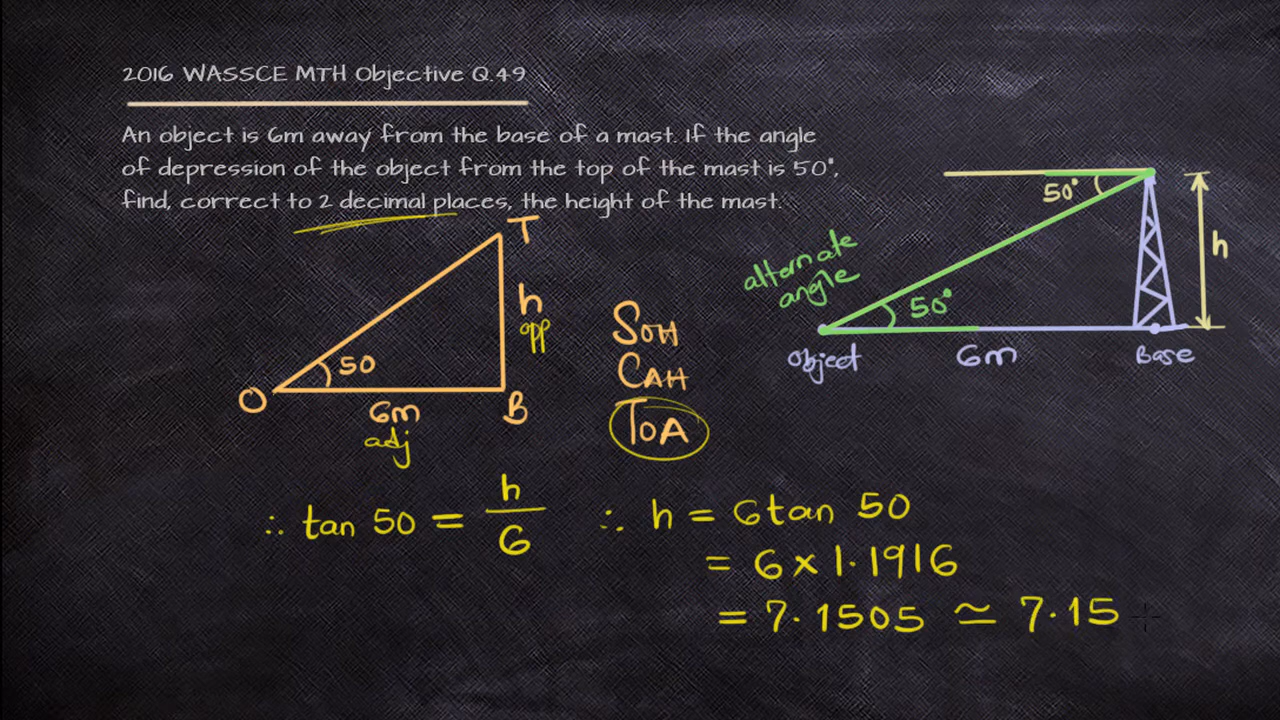 2016 WASSCE MTH Objective Q.49
An object is 6m away from the base of a mast. If the angle
of depression of the object from the top of the mast is 50°,
find, correct to 2 decimal places, the height of the mast.
50°
h
alternate
angle
50°
Object
6m
Base
T
h
opp
50
O
6m
B
adj
SOH
CAH
TOA
∴ tan 50 = h/6
∴ h = 6tan 50
= 6 × 1.1916
= 7.1505 ≃ 7.15